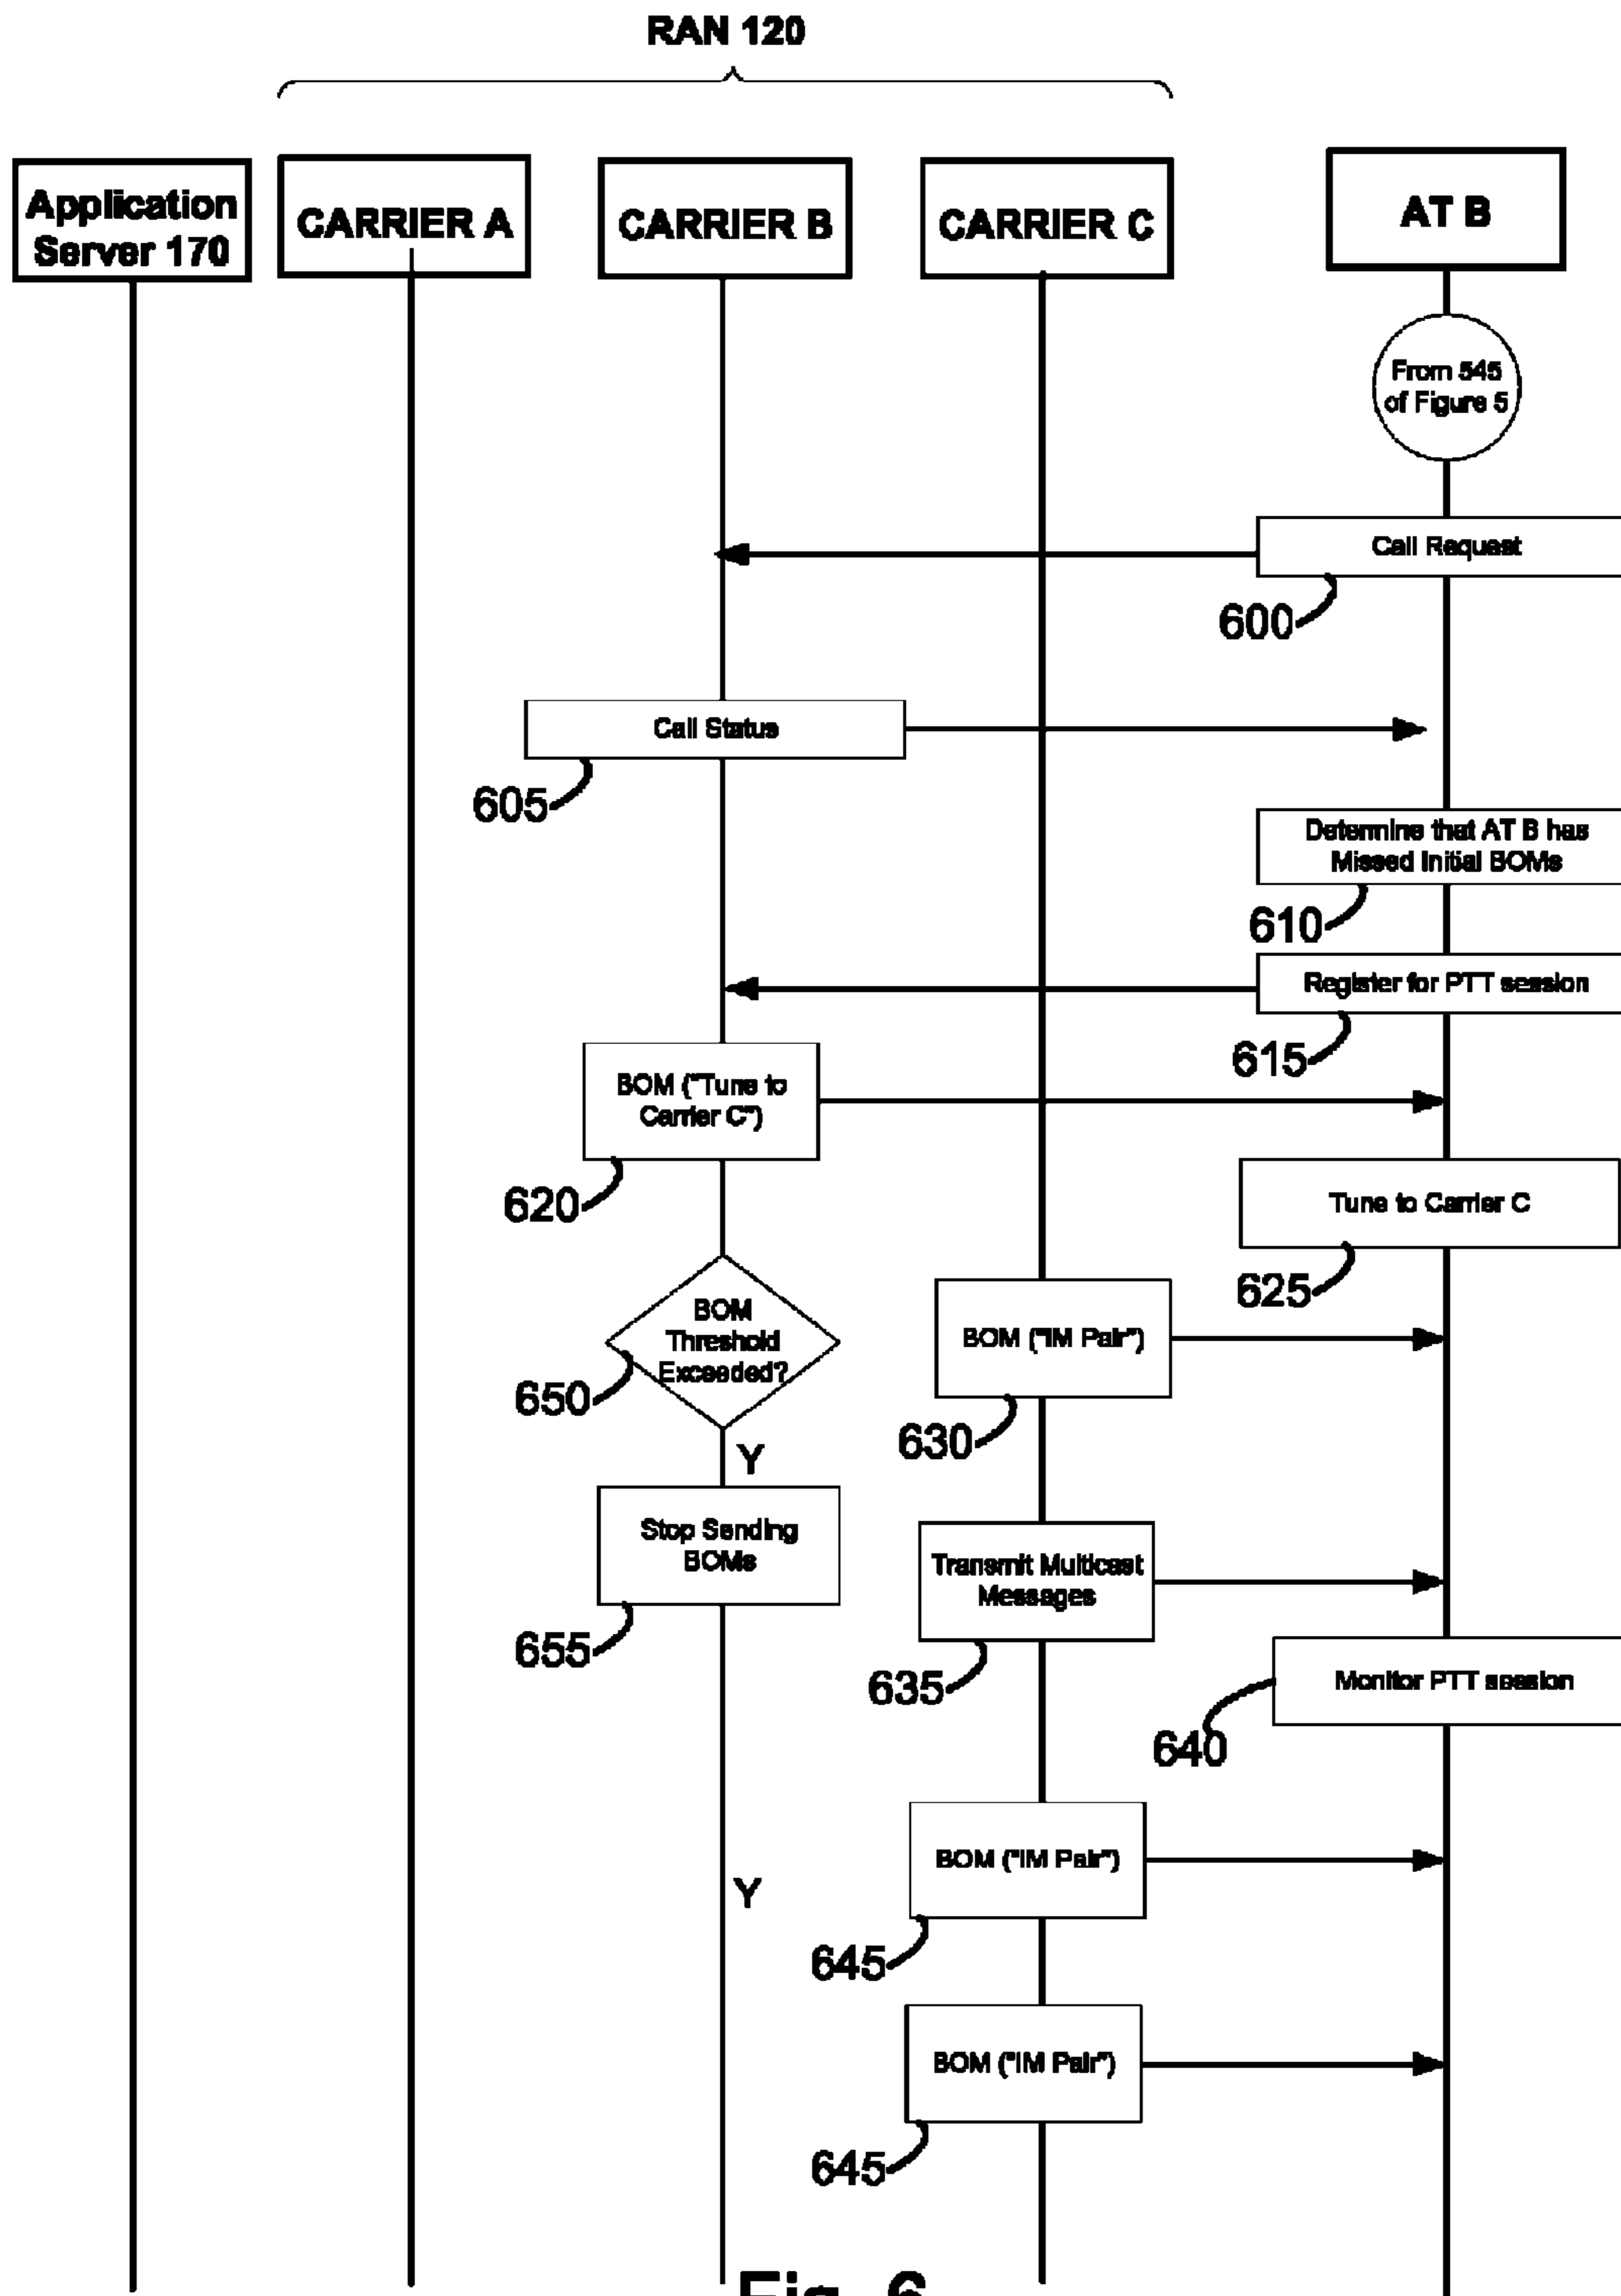 RAN 120
Application
Server 170
CARRIER A
CARRIER B
CARRIER C
AT B
From 545
of Figure 5
Call Request
600
Call Status
605
Determine that AT B has
Missed Initial BOMs
610
Register for PTT session
615
BOM ("Tune to
Carrier C")
620
Tune to Carrier C
625
BOM
Threshold
Exceeded?
650
BOM ("IM Pair")
630
Y
Stop Sending
BOMs
655
Transmit Multicast
Messages
635
Monitor PTT session
640
BOM ("IM Pair")
Y
645
BOM ("IM Pair")
645
Fig. 6